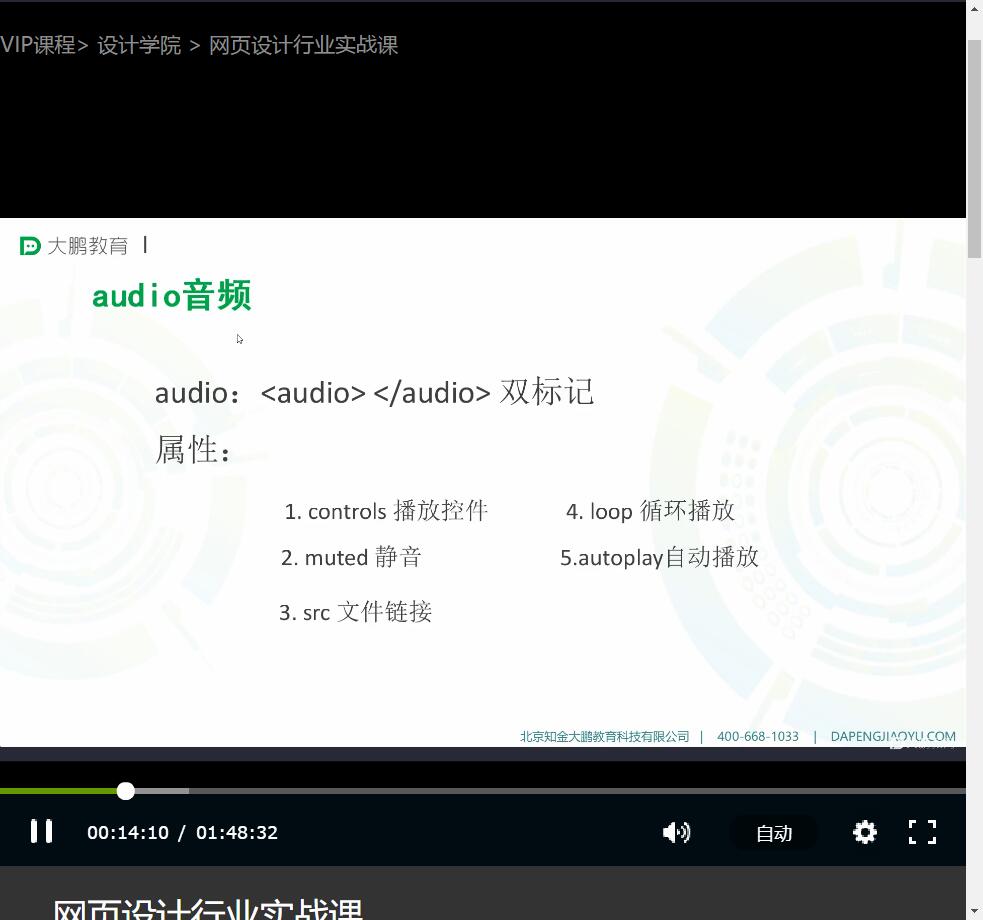 VIP课程> 设计学院 > 网页设计行业实战课
大鹏教育
audio音频
audio：<audio> </audio> 双标记
属性：
1. controls 播放控件
4. loop 循环播放
2. muted 静音
5.autoplay自动播放
3. src 文件链接
北京知金大鹏教育科技有限公司 | 400-668-1033 | DAPENGJIAOYU.COM
00:14:10 / 01:48:32
自动
网页设计行业实战课